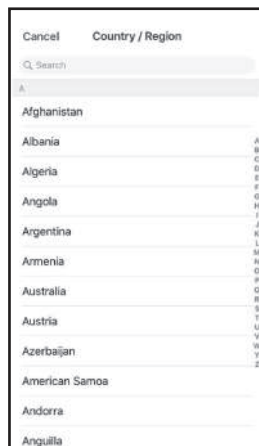 Cancel Country / Region
Search
A
Afghanistan
Albania
Algeria
Angola
Argentina
Armenia
Australia
Austria
Azerbaijan
American Samoa
Andorra
Anguilla
A
B
C
D
E
F
G
H
I
J
K
L
M
N
O
P
Q
R
S
T
U
V
W
Y
Z